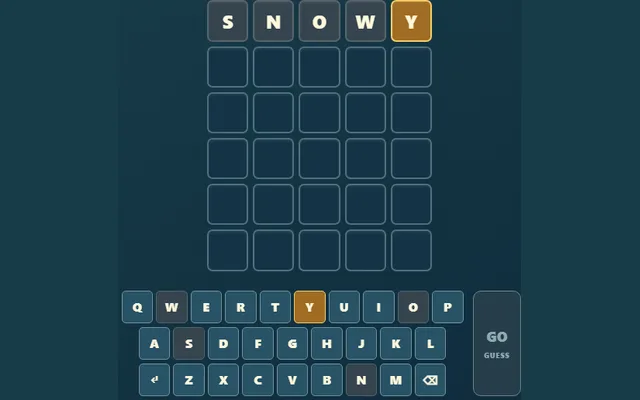 S N O W Y
Q W E R T Y U I O P
A S D F G H J K L
↵ Z X C V B N M ⌫
GO
GUESS